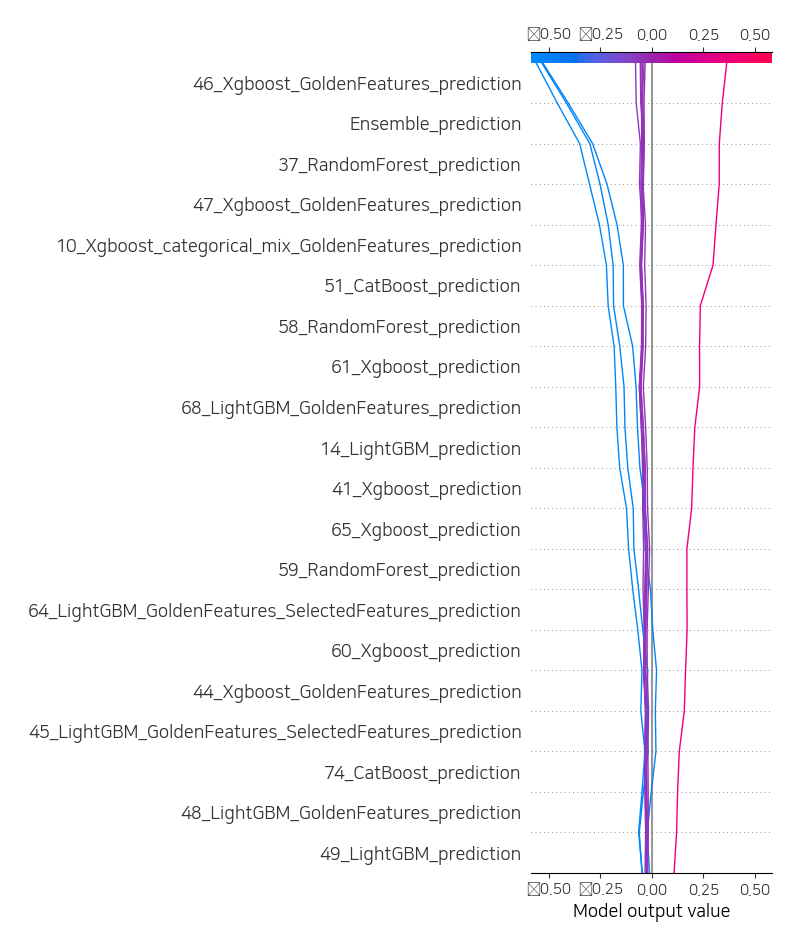 ▯0.50 ▯0.25 0.00 0.25 0.50
46_Xgboost_GoldenFeatures_prediction
Ensemble_prediction
37_RandomForest_prediction
47_Xgboost_GoldenFeatures_prediction
10_Xgboost_categorical_mix_GoldenFeatures_prediction
51_CatBoost_prediction
58_RandomForest_prediction
61_Xgboost_prediction
68_LightGBM_GoldenFeatures_prediction
14_LightGBM_prediction
41_Xgboost_prediction
65_Xgboost_prediction
59_RandomForest_prediction
64_LightGBM_GoldenFeatures_SelectedFeatures_prediction
60_Xgboost_prediction
44_Xgboost_GoldenFeatures_prediction
45_LightGBM_GoldenFeatures_SelectedFeatures_prediction
74_CatBoost_prediction
48_LightGBM_GoldenFeatures_prediction
49_LightGBM_prediction
▯0.50 ▯0.25 0.00 0.25 0.50
Model output value